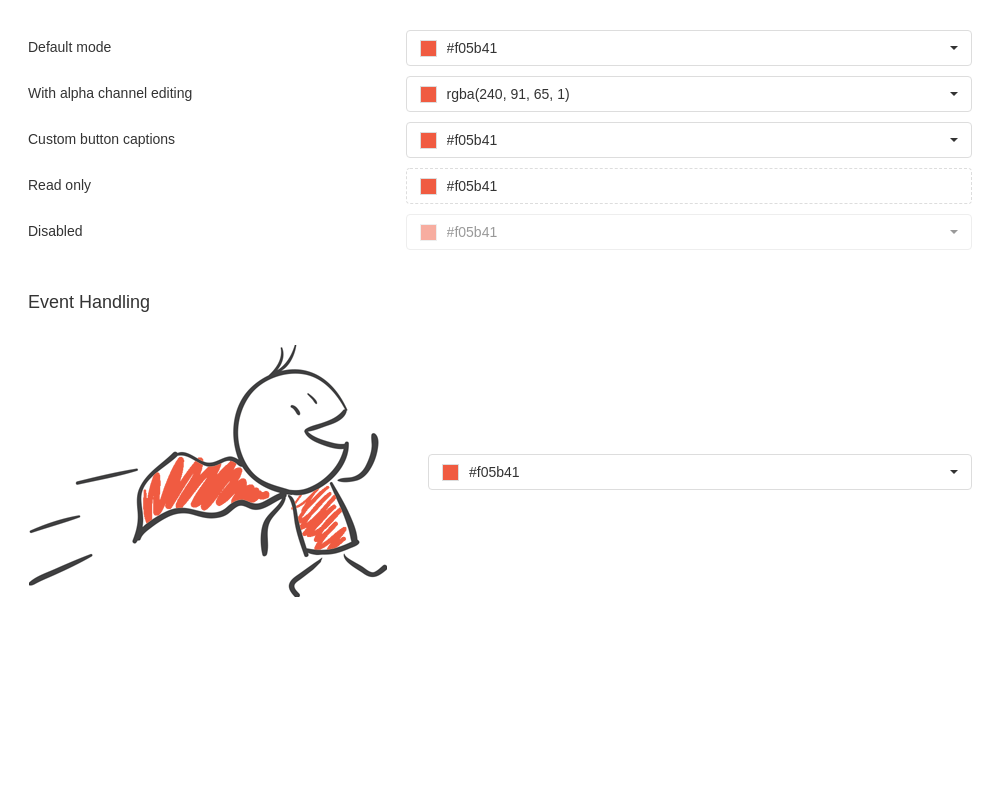 Default mode
#f05b41
With alpha channel editing
rgba(240, 91, 65, 1)
Custom button captions
#f05b41
Read only
#f05b41
Disabled
#f05b41
Event Handling
#f05b41